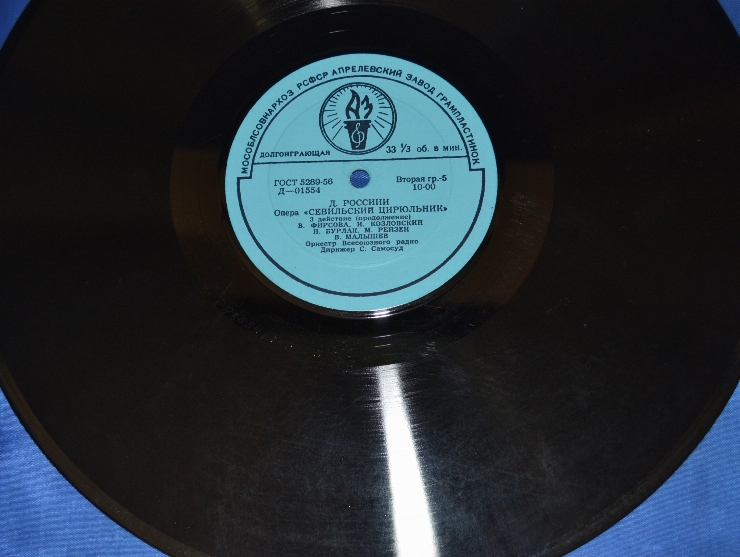 МОСОБЛСОВНАРХОЗ РСФСР АПРЕЛЕВСКИЙ ЗАВОД ГРАМПЛАСТИНОК
АЗ
ДОЛГОИГРАЮЩАЯ 33 1/3 об. в мин.
ГОСТ 5289-56 Вторая гр.-5
Д—01554 10-00
Д. РОССИНИ
Опера «СЕВИЛЬСКИЙ ЦИРЮЛЬНИК»
3 действие (продолжение)
В. ФИРСОВА, И. КОЗЛОВСКИЙ
И. БУРЛАК, М. РЕЙЗЕН
В. МАЛЫШЕВ
Оркестр Всесоюзного радио
Дирижер С. Самосуд